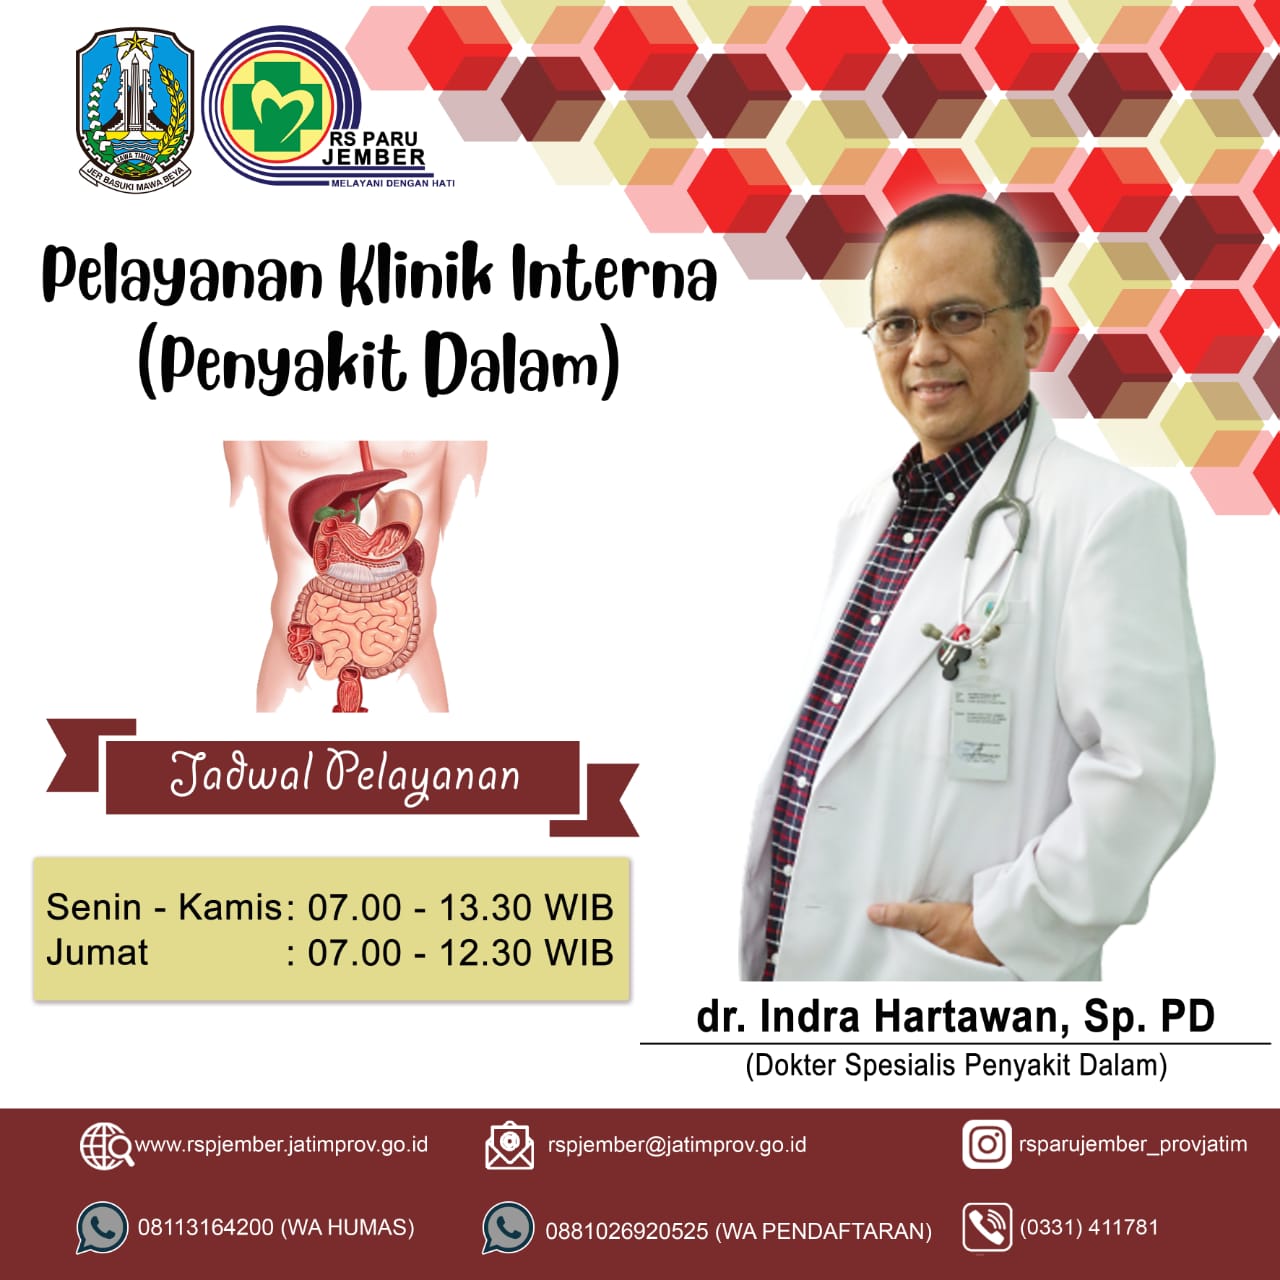 JAWA TIMUR
JER BASUKI MAWA BEYA
RS PARU
JEMBER
MELAYANI DENGAN HATI
Pelayanan Klinik Interna
(Penyakit Dalam)
Jadwal Pelayanan
Senin - Kamis : 07.00 - 13.30 WIB
Jumat : 07.00 - 12.30 WIB
dr. Indra Hartawan, Sp. PD
(Dokter Spesialis Penyakit Dalam)
www.rspjember.jatimprov.go.id
rspjember@jatimprov.go.id
rsparujember_provjatim
08113164200 (WA HUMAS)
0881026920525 (WA PENDAFTARAN)
(0331) 411781